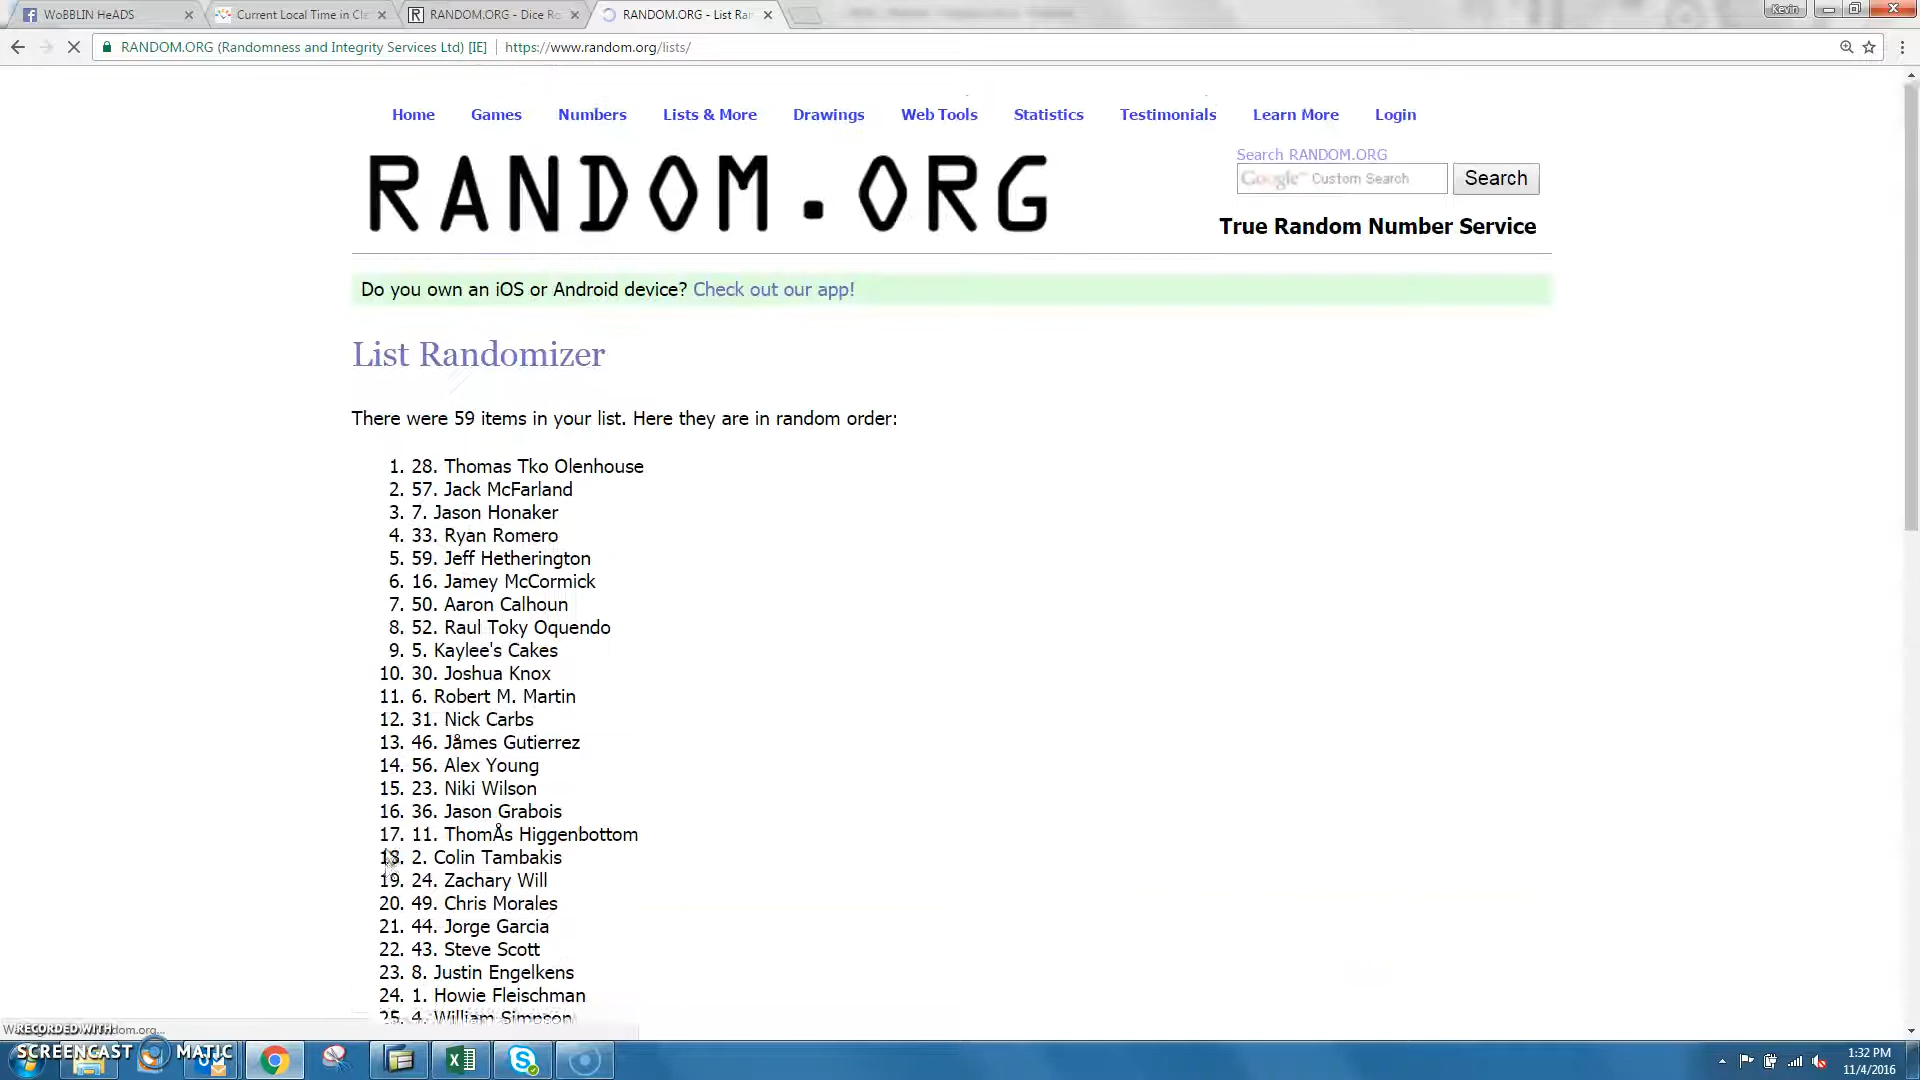 WoBBLIN HeADS
Current Local Time in Cle
RANDOM.ORG - Dice Ro
RANDOM.ORG - List Ran
Kevin
RANDOM.ORG (Randomness and Integrity Services Ltd) [IE]
https://www.random.org/lists/
Home Games Numbers Lists & More Drawings Web Tools Statistics Testimonials Learn More Login
RANDOM.ORG
Search RANDOM.ORG
Google™ Custom Search
Search
True Random Number Service
Do you own an iOS or Android device? Check out our app!
List Randomizer
There were 59 items in your list. Here they are in random order:
1. 28. Thomas Tko Olenhouse
2. 57. Jack McFarland
3. 7. Jason Honaker
4. 33. Ryan Romero
5. 59. Jeff Hetherington
6. 16. Jamey McCormick
7. 50. Aaron Calhoun
8. 52. Raul Toky Oquendo
9. 5. Kaylee's Cakes
10. 30. Joshua Knox
11. 6. Robert M. Martin
12. 31. Nick Carbs
13. 46. Jåmes Gutierrez
14. 56. Alex Young
15. 23. Niki Wilson
16. 36. Jason Grabois
17. 11. ThomÅs Higgenbottom
18. 2. Colin Tambakis
19. 24. Zachary Will
20. 49. Chris Morales
21. 44. Jorge Garcia
22. 43. Steve Scott
23. 8. Justin Engelkens
24. 1. Howie Fleischman
25. 4. William Simpson
RECORDED WITH
SCREENCAST MATIC
1:32 PM
11/4/2016